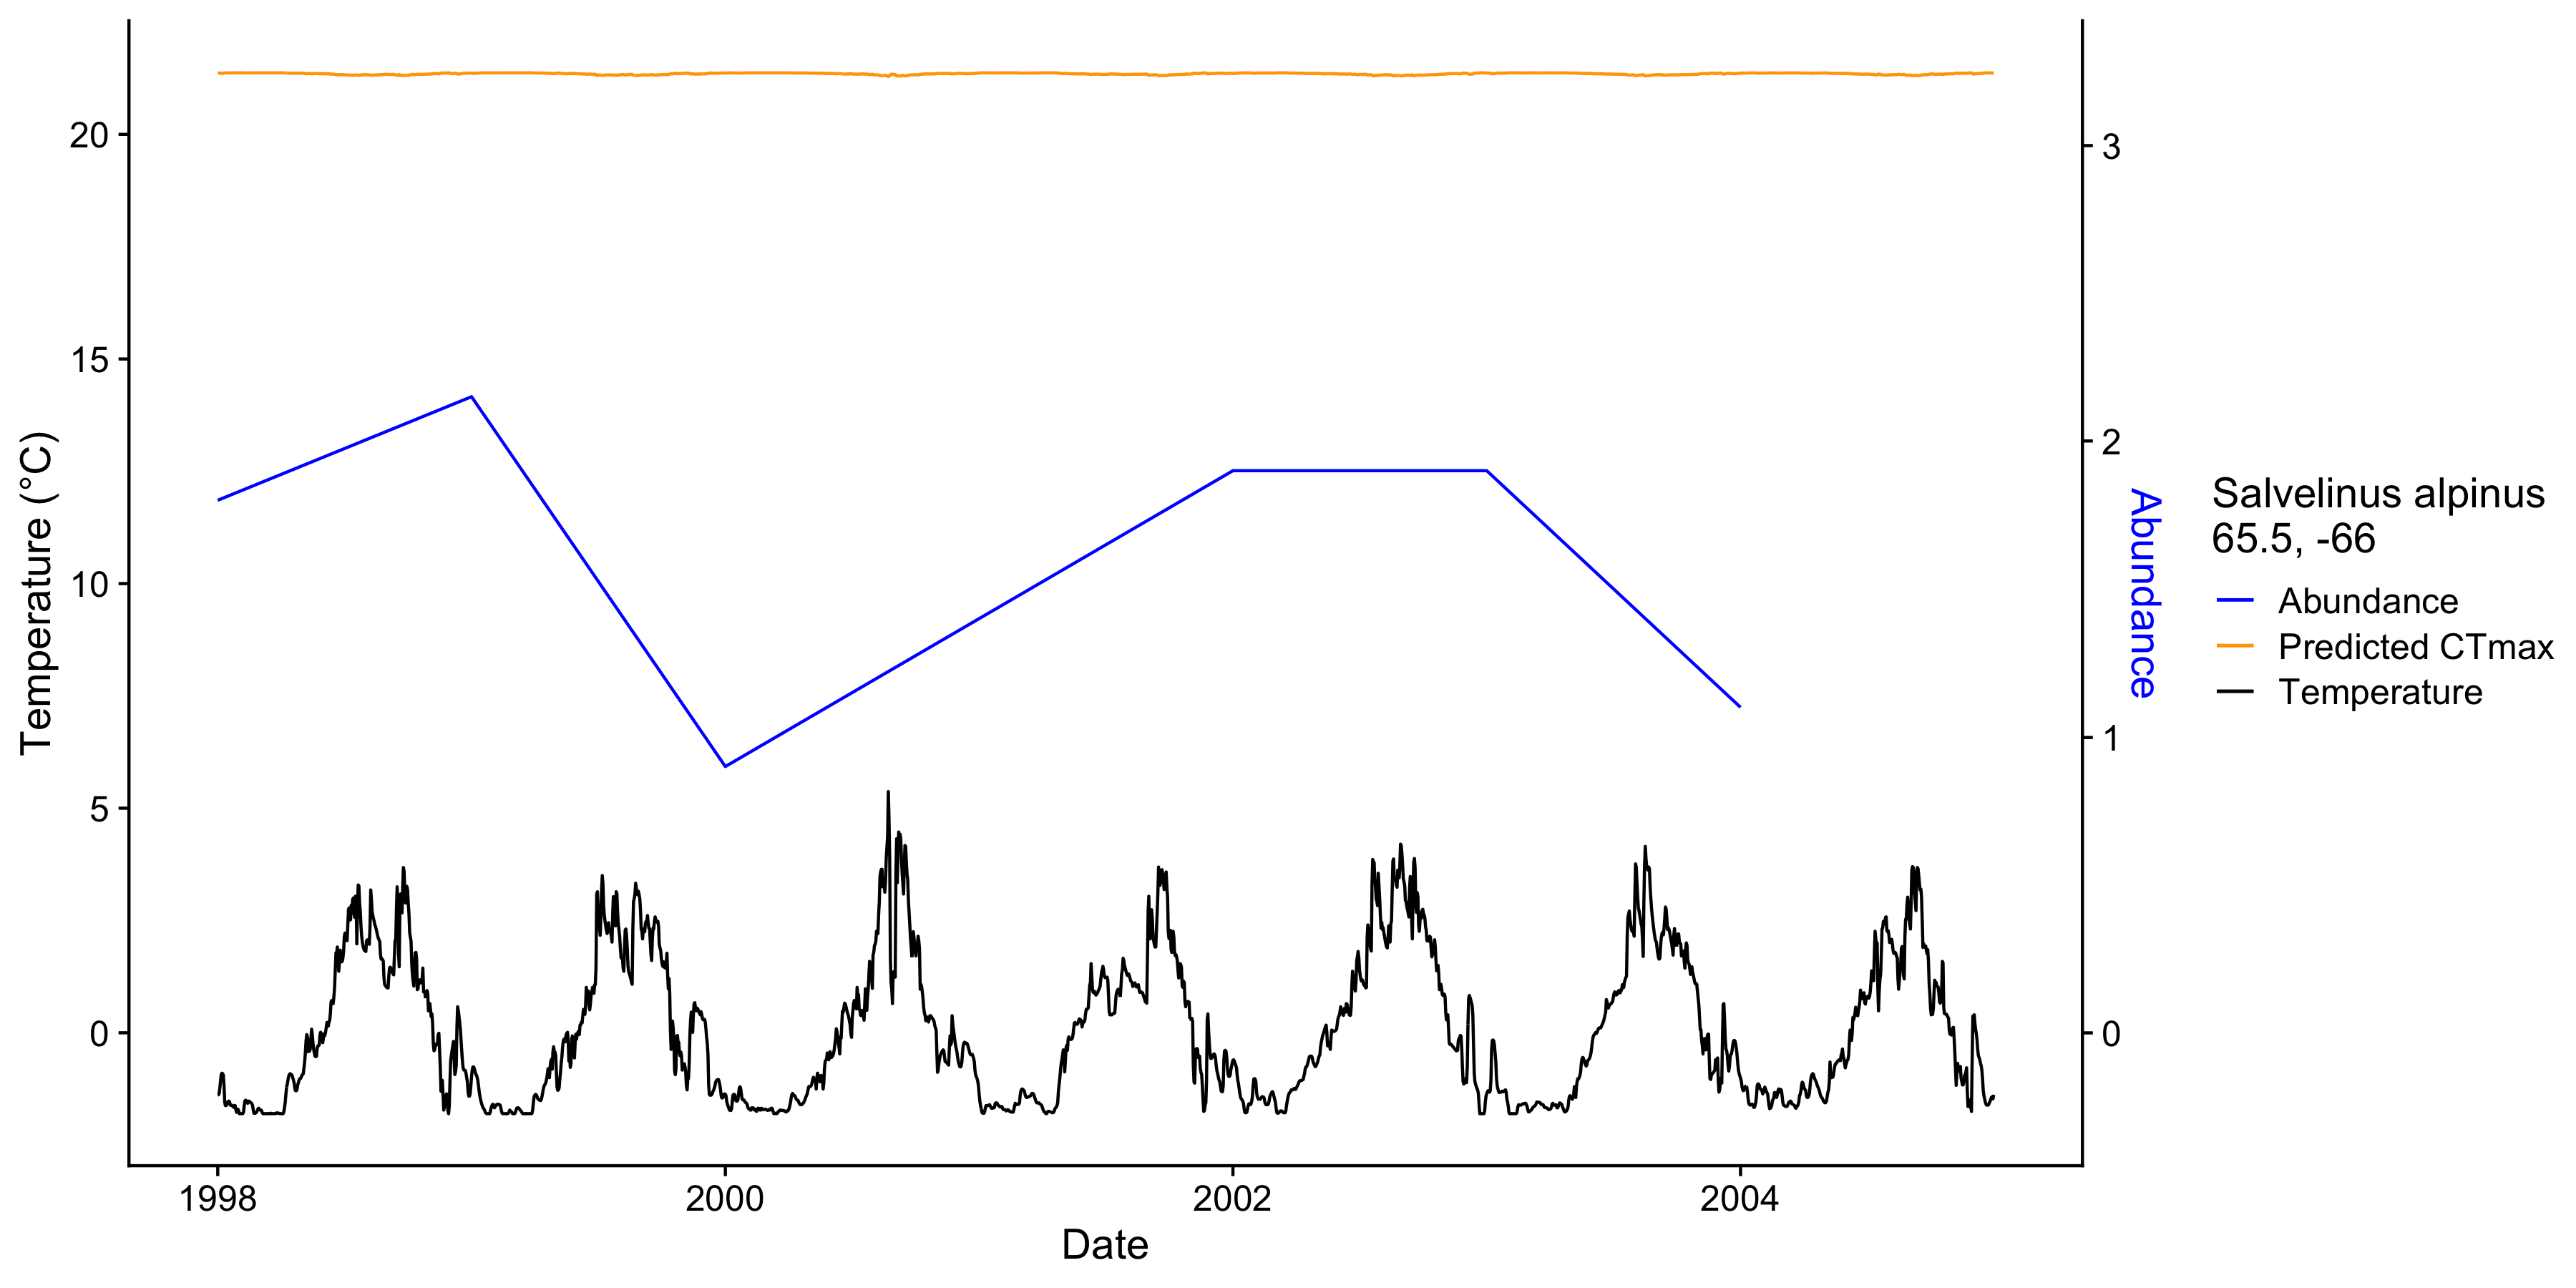 20
15
10
5
0
Temperature (°C)
1998
2000
2002
2004
Date
3
2
1
0
Abundance
Salvelinus alpinus
65.5, -66
Abundance
Predicted CTmax
Temperature